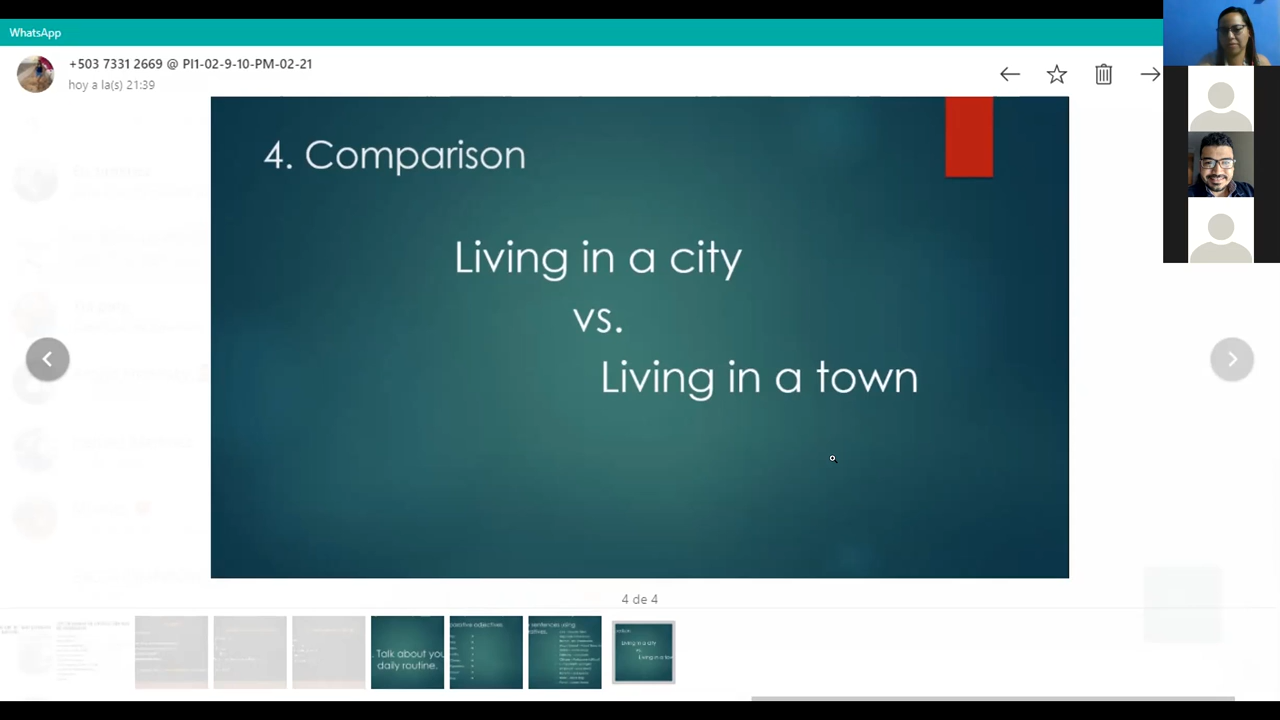 WhatsApp
+503 7331 2669 @ PI1-02-9-10-PM-02-21
hoy a la(s) 21:39
4. Comparison
Living in a city
vs.
Living in a town
4 de 4
Talk about you
daily routine.